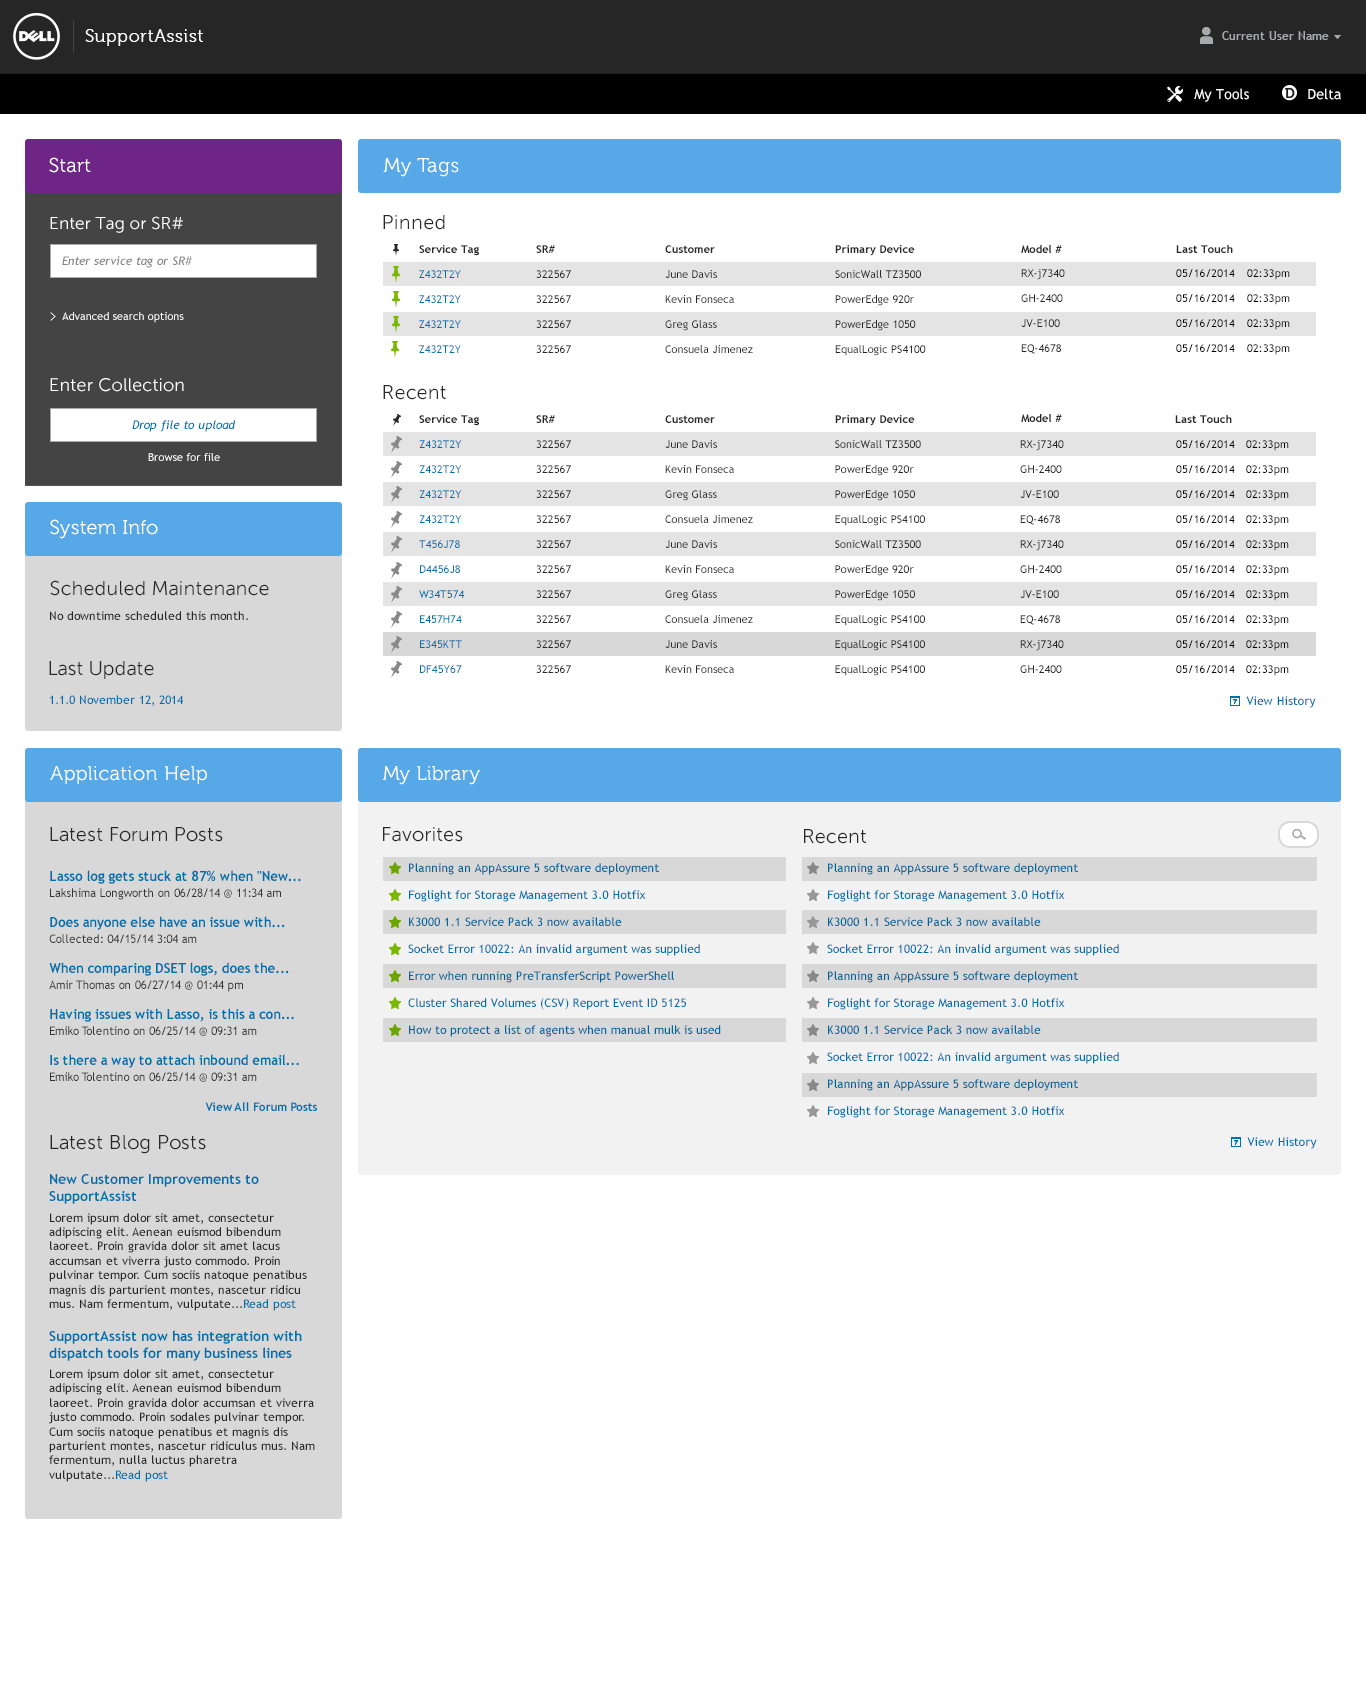 DELL
SupportAssist
Current User Name
My Tools
Delta
Start
Enter Tag or SR#
Enter service tag or SR#
Advanced search options
Enter Collection
Drop file to upload
Browse for file
System Info
Scheduled Maintenance
No downtime scheduled this month.
Last Update
1.1.0 November 12, 2014
My Tags
Pinned
Service Tag SR# Customer Primary Device Model # Last Touch
Z432T2Y 322567 June Davis SonicWall TZ3500 RX-j7340 05/16/2014 02:33pm
Z432T2Y 322567 Kevin Fonseca PowerEdge 920r GH-2400 05/16/2014 02:33pm
Z432T2Y 322567 Greg Glass PowerEdge 1050 JV-E100 05/16/2014 02:33pm
Z432T2Y 322567 Consuela Jimenez EqualLogic PS4100 EQ-4678 05/16/2014 02:33pm
Recent
Service Tag SR# Customer Primary Device Model # Last Touch
Z432T2Y 322567 June Davis SonicWall TZ3500 RX-j7340 05/16/2014 02:33pm
Z432T2Y 322567 Kevin Fonseca PowerEdge 920r GH-2400 05/16/2014 02:33pm
Z432T2Y 322567 Greg Glass PowerEdge 1050 JV-E100 05/16/2014 02:33pm
Z432T2Y 322567 Consuela Jimenez EqualLogic PS4100 EQ-4678 05/16/2014 02:33pm
T456J78 322567 June Davis SonicWall TZ3500 RX-j7340 05/16/2014 02:33pm
D4456J8 322567 Kevin Fonseca PowerEdge 920r GH-2400 05/16/2014 02:33pm
W34T574 322567 Greg Glass PowerEdge 1050 JV-E100 05/16/2014 02:33pm
E457H74 322567 Consuela Jimenez EqualLogic PS4100 EQ-4678 05/16/2014 02:33pm
E345KTT 322567 June Davis EqualLogic PS4100 RX-j7340 05/16/2014 02:33pm
DF45Y67 322567 Kevin Fonseca EqualLogic PS4100 GH-2400 05/16/2014 02:33pm
View History
Application Help
Latest Forum Posts
Lasso log gets stuck at 87% when "New...
Lakshima Longworth on 06/28/14 @ 11:34 am
Does anyone else have an issue with...
Collected: 04/15/14 3:04 am
When comparing DSET logs, does the...
Amir Thomas on 06/27/14 @ 01:44 pm
Having issues with Lasso, is this a con...
Emiko Tolentino on 06/25/14 @ 09:31 am
Is there a way to attach inbound email...
Emiko Tolentino on 06/25/14 @ 09:31 am
View All Forum Posts
Latest Blog Posts
New Customer Improvements to
SupportAssist
Lorem ipsum dolor sit amet, consectetur
adipiscing elit. Aenean euismod bibendum
laoreet. Proin gravida dolor sit amet lacus
accumsan et viverra justo commodo. Proin
pulvinar tempor. Cum sociis natoque penatibus
magnis dis parturient montes, nascetur ridicu
mus. Nam fermentum, vulputate...Read post
SupportAssist now has integration with
dispatch tools for many business lines
Lorem ipsum dolor sit amet, consectetur
adipiscing elit. Aenean euismod bibendum
laoreet. Proin gravida dolor accumsan et viverra
justo commodo. Proin sodales pulvinar tempor.
Cum sociis natoque penatibus et magnis dis
parturient montes, nascetur ridiculus mus. Nam
fermentum, nulla luctus pharetra
vulputate...Read post
My Library
Favorites
Planning an AppAssure 5 software deployment
Foglight for Storage Management 3.0 Hotfix
K3000 1.1 Service Pack 3 now available
Socket Error 10022: An invalid argument was supplied
Error when running PreTransferScript PowerShell
Cluster Shared Volumes (CSV) Report Event ID 5125
How to protect a list of agents when manual mulk is used
Recent
Planning an AppAssure 5 software deployment
Foglight for Storage Management 3.0 Hotfix
K3000 1.1 Service Pack 3 now available
Socket Error 10022: An invalid argument was supplied
Planning an AppAssure 5 software deployment
Foglight for Storage Management 3.0 Hotfix
K3000 1.1 Service Pack 3 now available
Socket Error 10022: An invalid argument was supplied
Planning an AppAssure 5 software deployment
Foglight for Storage Management 3.0 Hotfix
View History